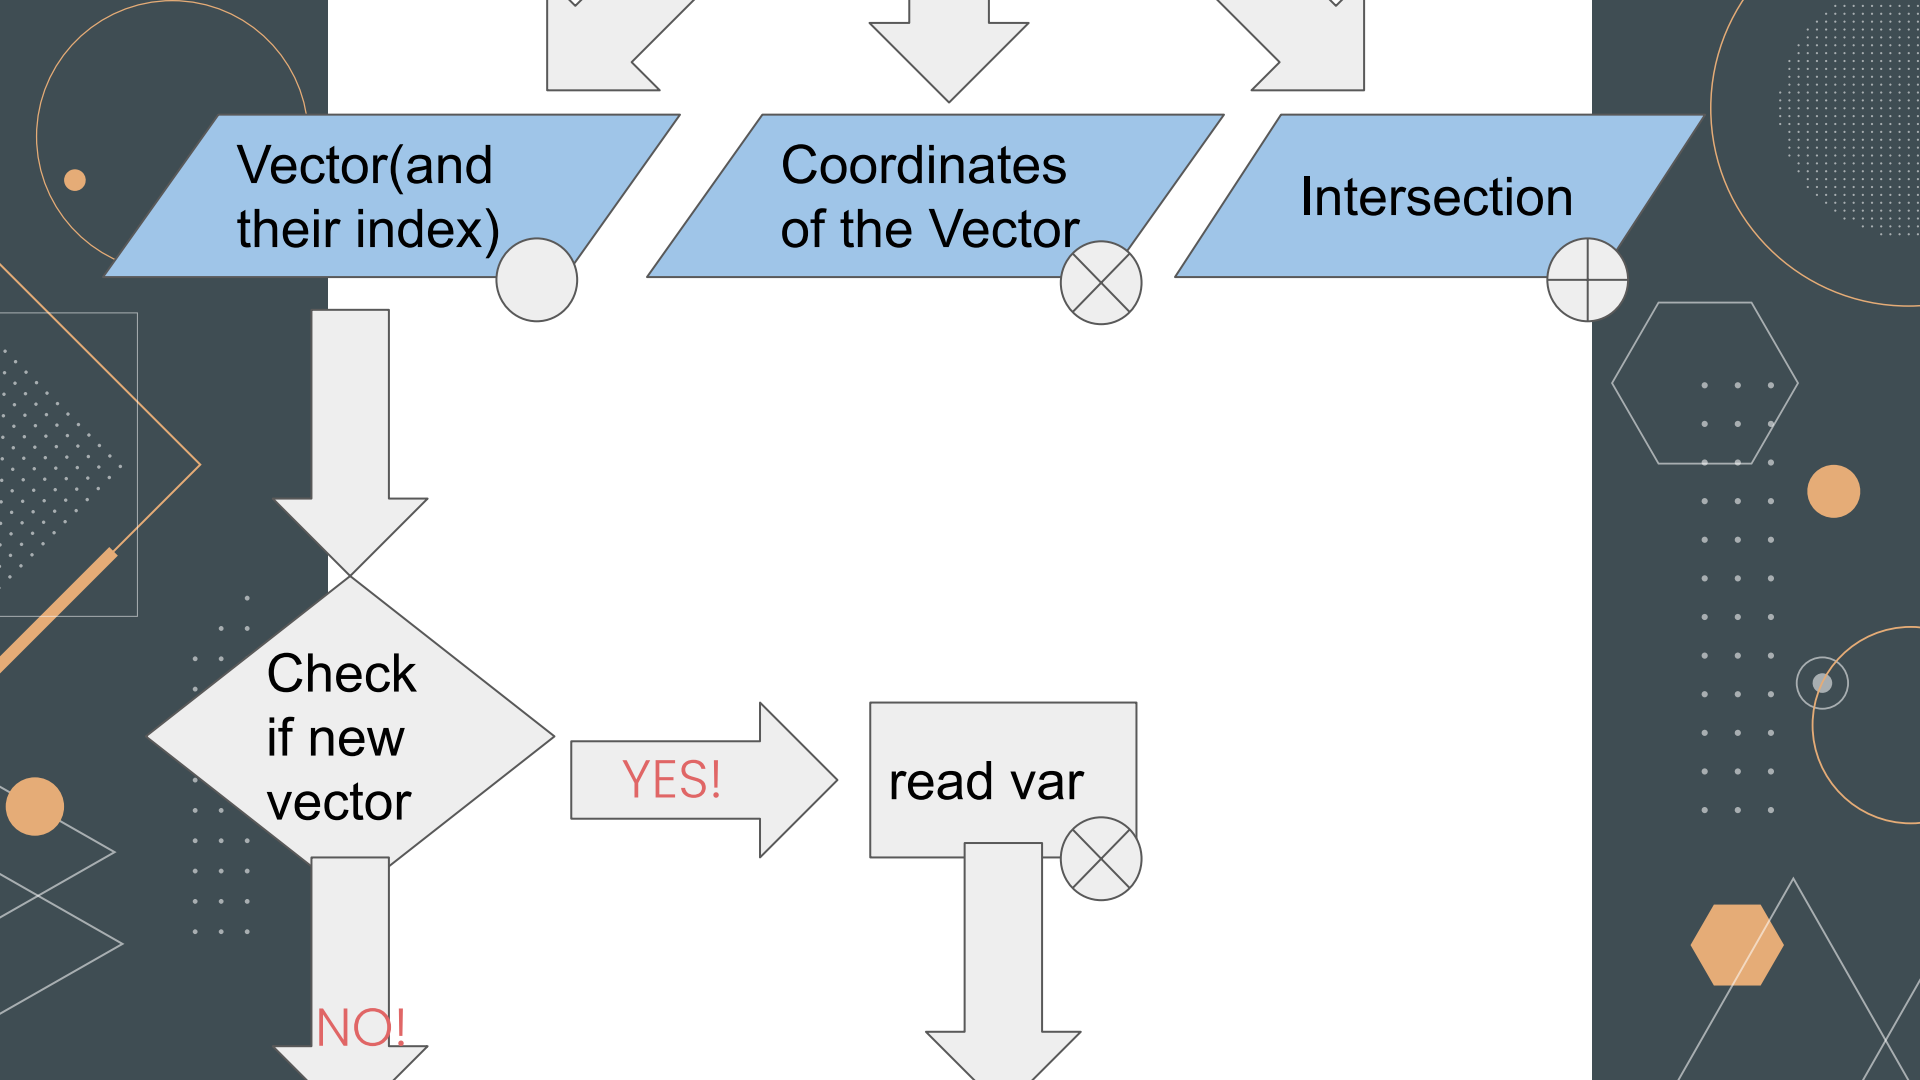 Vector(and
their index)
Coordinates
of the Vector
Intersection
Check
if new
vector
YES!
read var
NO!